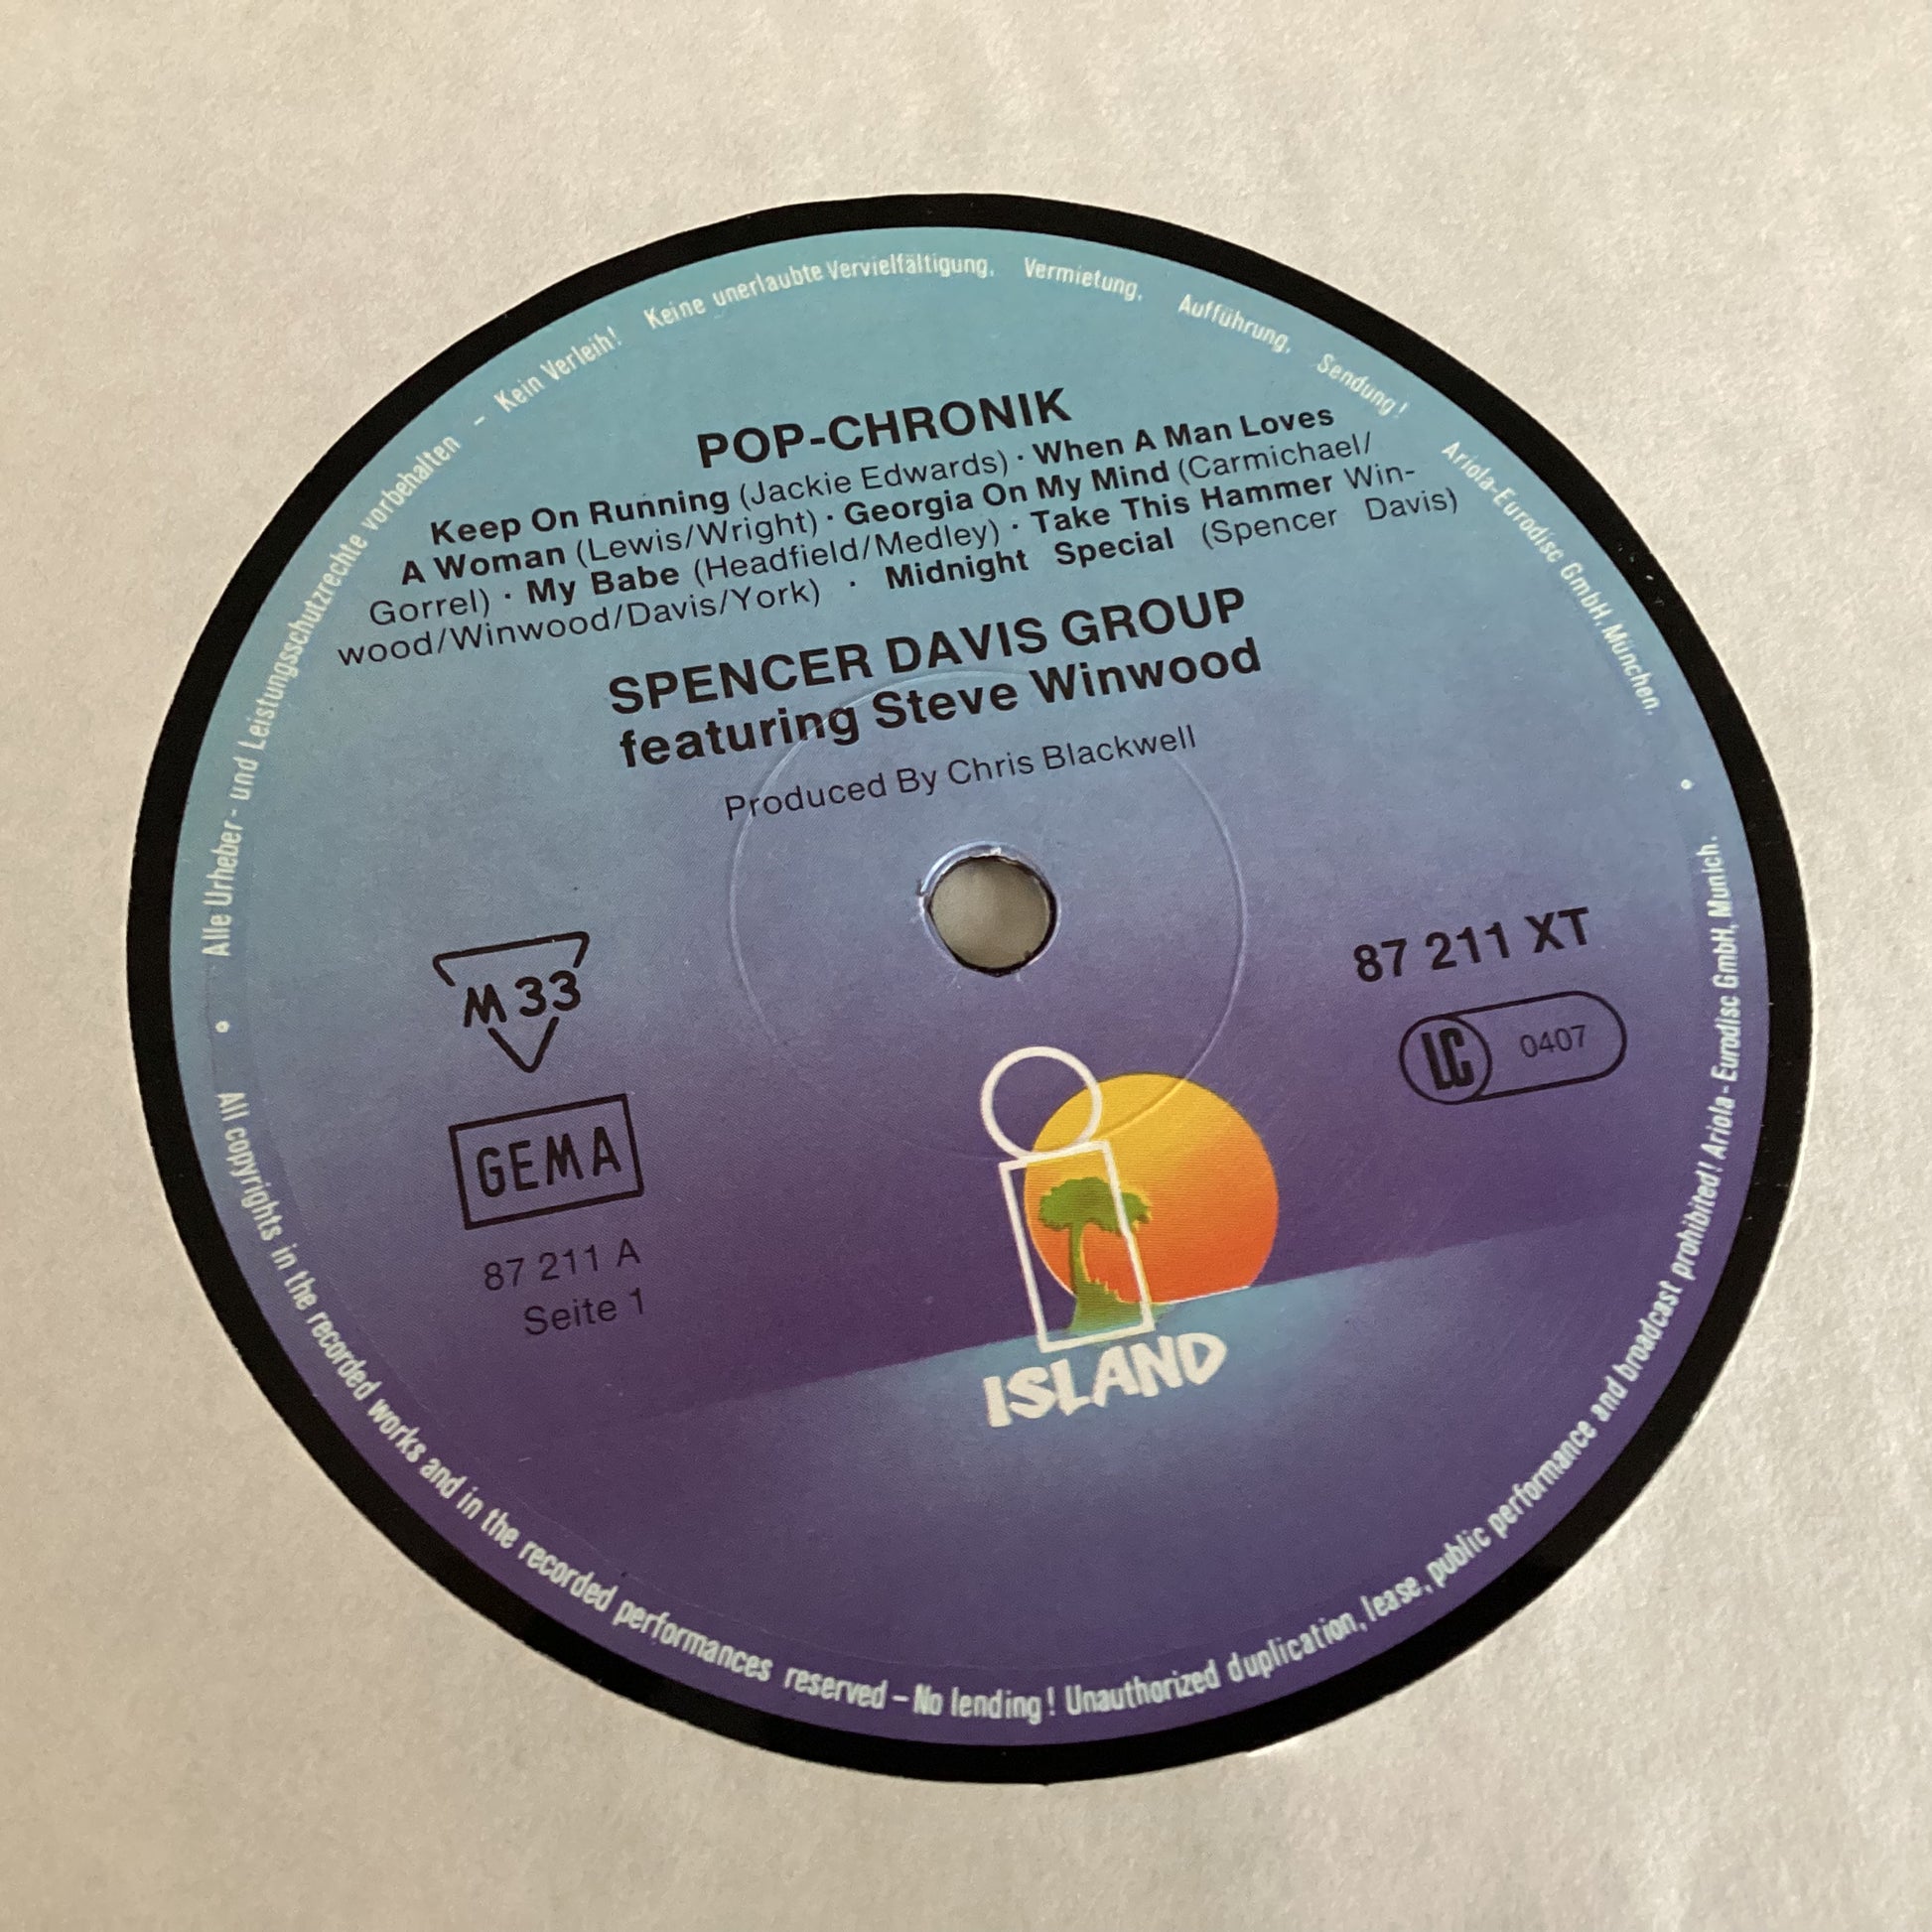 Alle Urheber- und Leistungsschutzrechte vorbehalten – Kein Verleih! Keine unerlaubte Vervielfältigung, Vermietung, Aufführung, Sendung! Ariola-Eurodisc GmbH, München.
POP-CHRONIK
Keep On Running (Jackie Edwards) · When A Man Loves
A Woman (Lewis/Wright) · Georgia On My Mind (Carmichael/
Gorrel) · My Babe (Headfield/Medley) · Take This Hammer Win-
wood/Winwood/Davis/York) · Midnight Special (Spencer Davis)
SPENCER DAVIS GROUP
featuring Steve Winwood
Produced By Chris Blackwell
M 33
87 211 XT
LC 0407
GEMA
87 211 A
Seite 1
ISLAND
All copyrights in the recorded works and in the recorded performances reserved – No lending! Unauthorized duplication, lease, public performance and broadcast prohibited! Ariola-Eurodisc GmbH, Munich.